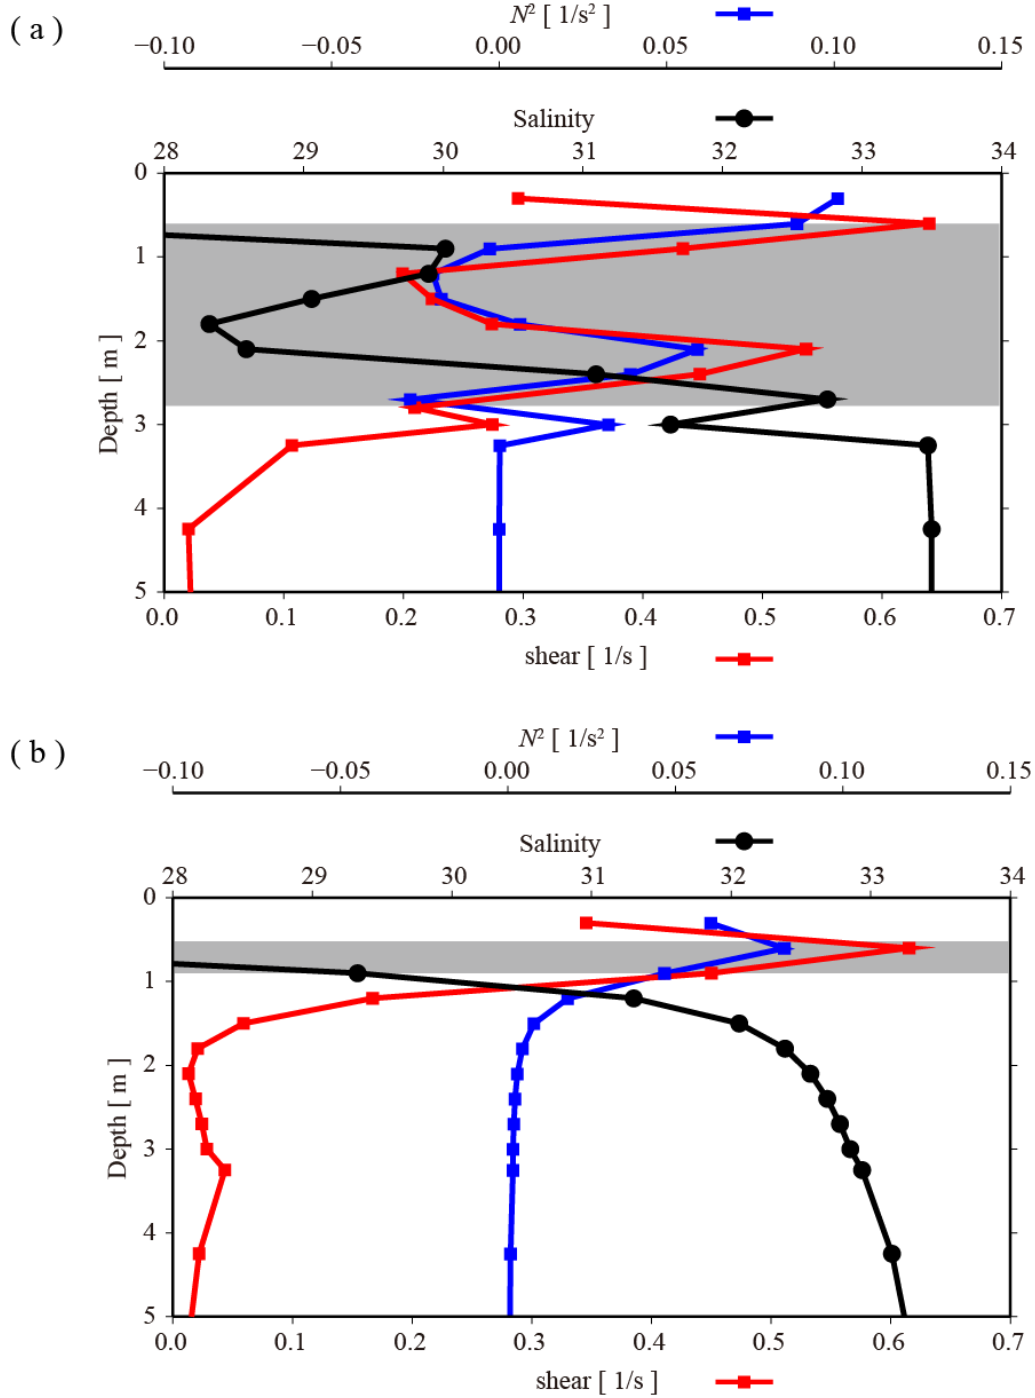 ( a )
N² [ 1/s² ]
−0.10 −0.05 0.00 0.05 0.10 0.15
Salinity
28 29 30 31 32 33 34
0
1
2
3
4
5
Depth [ m ]
0.0 0.1 0.2 0.3 0.4 0.5 0.6 0.7
shear [ 1/s ]
( b )
N² [ 1/s² ]
−0.10 −0.05 0.00 0.05 0.10 0.15
Salinity
28 29 30 31 32 33 34
0
1
2
3
4
5
Depth [ m ]
0.0 0.1 0.2 0.3 0.4 0.5 0.6 0.7
shear [ 1/s ]